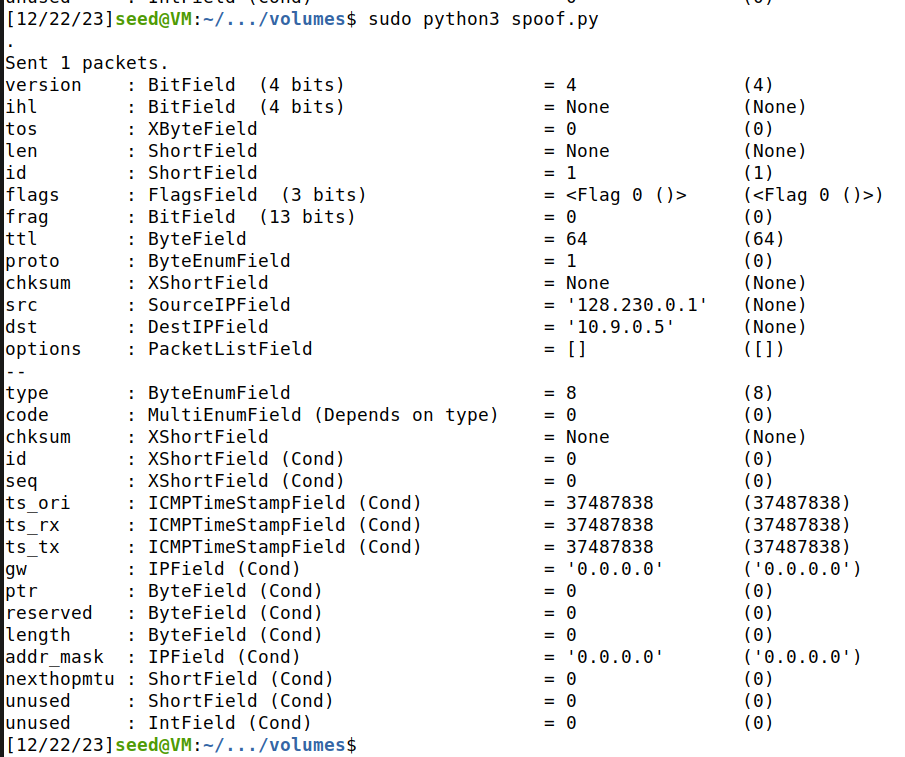 unused : IntField (Cond) = 0 (0)
[12/22/23]seed@VM:~/.../volumes$ sudo python3 spoof.py
.
Sent 1 packets.
version : BitField (4 bits) = 4 (4)
ihl : BitField (4 bits) = None (None)
tos : XByteField = 0 (0)
len : ShortField = None (None)
id : ShortField = 1 (1)
flags : FlagsField (3 bits) = <Flag 0 ()> (<Flag 0 ()>)
frag : BitField (13 bits) = 0 (0)
ttl : ByteField = 64 (64)
proto : ByteEnumField = 1 (0)
chksum : XShortField = None (None)
src : SourceIPField = '128.230.0.1' (None)
dst : DestIPField = '10.9.0.5' (None)
options : PacketListField = [] ([])
--
type : ByteEnumField = 8 (8)
code : MultiEnumField (Depends on type) = 0 (0)
chksum : XShortField = None (None)
id : XShortField (Cond) = 0 (0)
seq : XShortField (Cond) = 0 (0)
ts_ori : ICMPTimeStampField (Cond) = 37487838 (37487838)
ts_rx : ICMPTimeStampField (Cond) = 37487838 (37487838)
ts_tx : ICMPTimeStampField (Cond) = 37487838 (37487838)
gw : IPField (Cond) = '0.0.0.0' ('0.0.0.0')
ptr : ByteField (Cond) = 0 (0)
reserved : ByteField (Cond) = 0 (0)
length : ByteField (Cond) = 0 (0)
addr_mask : IPField (Cond) = '0.0.0.0' ('0.0.0.0')
nexthopmtu : ShortField (Cond) = 0 (0)
unused : ShortField (Cond) = 0 (0)
unused : IntField (Cond) = 0 (0)
[12/22/23]seed@VM:~/.../volumes$